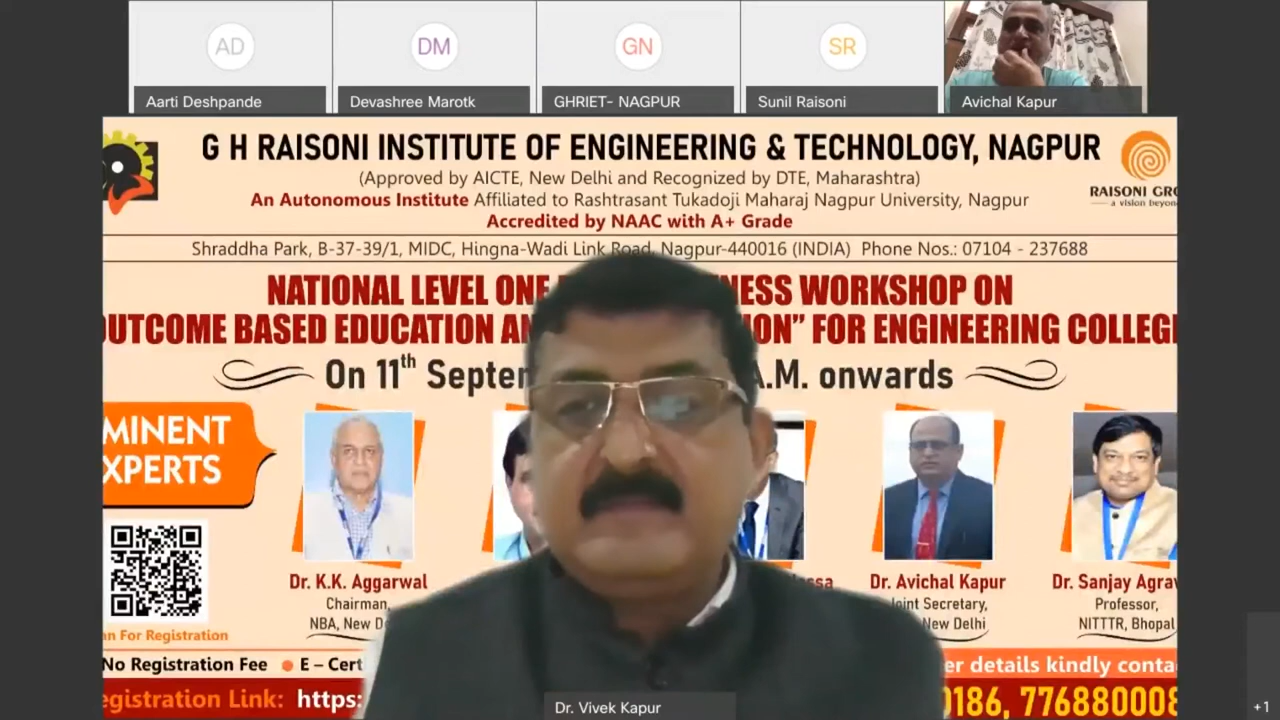 AD
DM
GN
SR
Aarti Deshpande
Devashree Marotk
GHRIET- NAGPUR
Sunil Raisoni
Avichal Kapur
G H RAISONI INSTITUTE OF ENGINEERING & TECHNOLOGY, NAGPUR
(Approved by AICTE, New Delhi and Recognized by DTE, Maharashtra)
An Autonomous Institute Affiliated to Rashtrasant Tukadoji Maharaj Nagpur University, Nagpur
Accredited by NAAC with A+ Grade
RAISONI GRO
a vision beyon
Shraddha Park, B-37-39/1, MIDC, Hingna-Wadi Link Road, Nagpur-440016 (INDIA) Phone Nos.: 07104 - 237688
NATIONAL LEVEL ONE NESS WORKSHOP ON
OUTCOME BASED EDUCATION AN ON” FOR ENGINEERING COLLEGE
On 11th Septem A.M. onwards
MINENT
XPERTS
Dr. K.K. Aggarwal
Chairman,
NBA, New De
assa
Dr. Avichal Kapur
oint Secretary,
New Delhi
Dr. Sanjay Agrav
Professor,
NITTTR, Bhopal
an For Registration
No Registration Fee E – Cert
er details kindly conta
egistration Link: https:
0186, 776880008
Dr. Vivek Kapur
+1